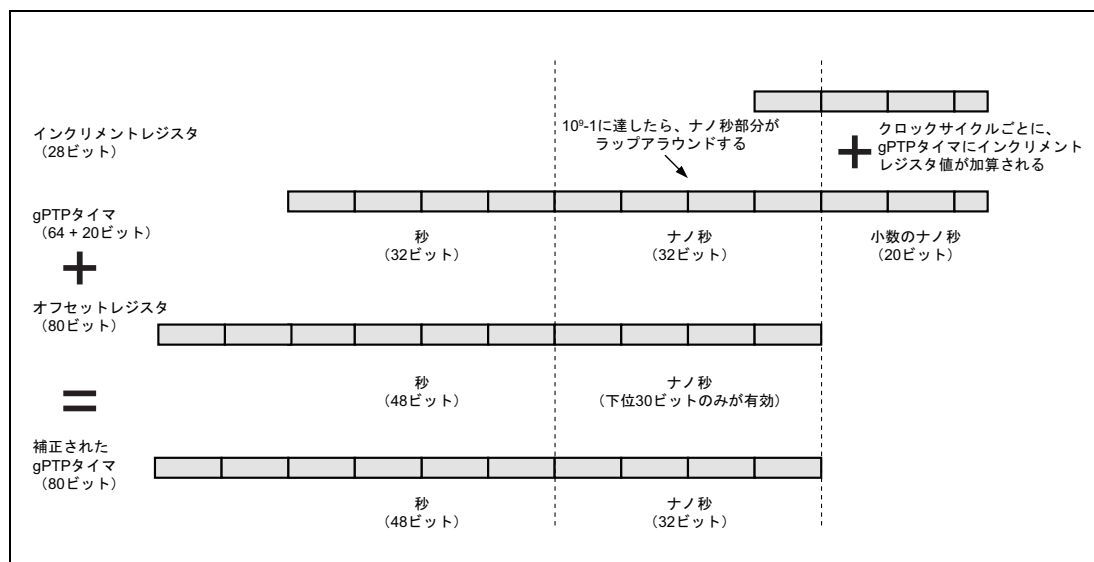 インクリメントレジスタ
(28ビット)
10⁹-1に達したら、ナノ秒部分が
ラップアラウンドする
+
クロックサイクルごとに、
gPTPタイマにインクリメント
レジスタ値が加算される
gPTPタイマ
(64 + 20ビット)
秒
(32ビット)
ナノ秒
(32ビット)
小数のナノ秒
(20ビット)
+
オフセットレジスタ
(80ビット)
秒
(48ビット)
ナノ秒
(下位30ビットのみが有効)
=
補正された
gPTPタイマ
(80ビット)
秒
(48ビット)
ナノ秒
(32ビット)